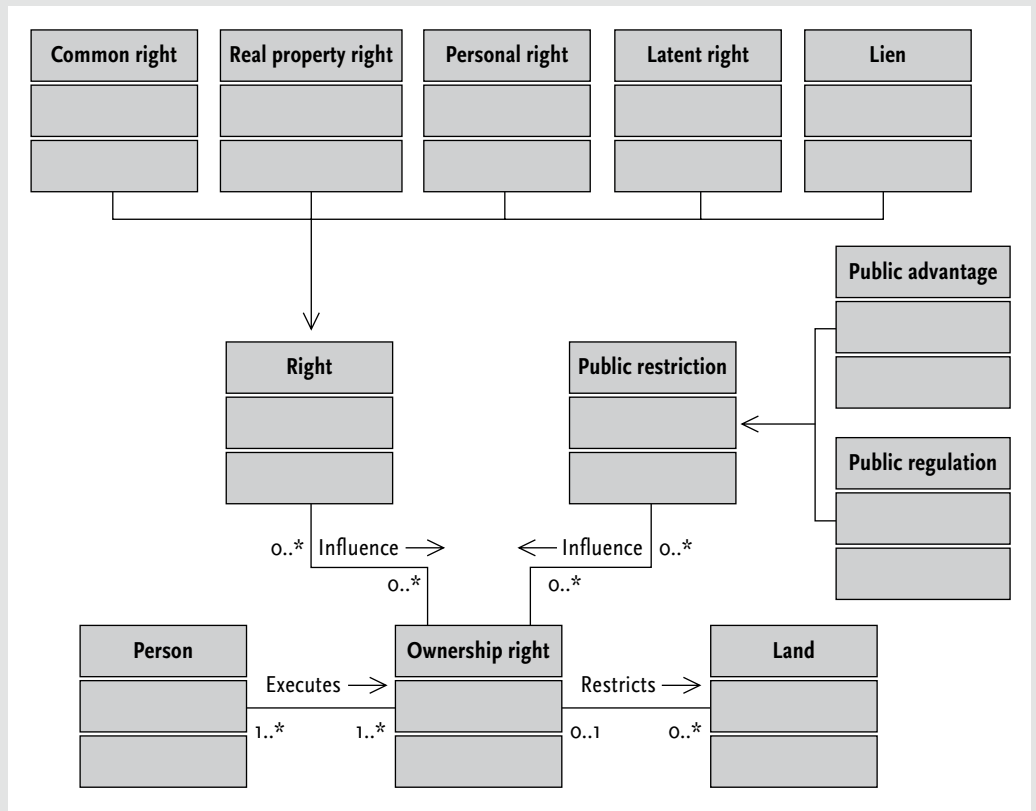 Common right
Real property right
Personal right
Latent right
Lien
Public advantage
Right
Public restriction
Public regulation
0..* Influence
Influence 0..*
0..*
0..*
Person
Ownership right
Land
Executes
Restricts
1..*
1..*
0..1
0..*